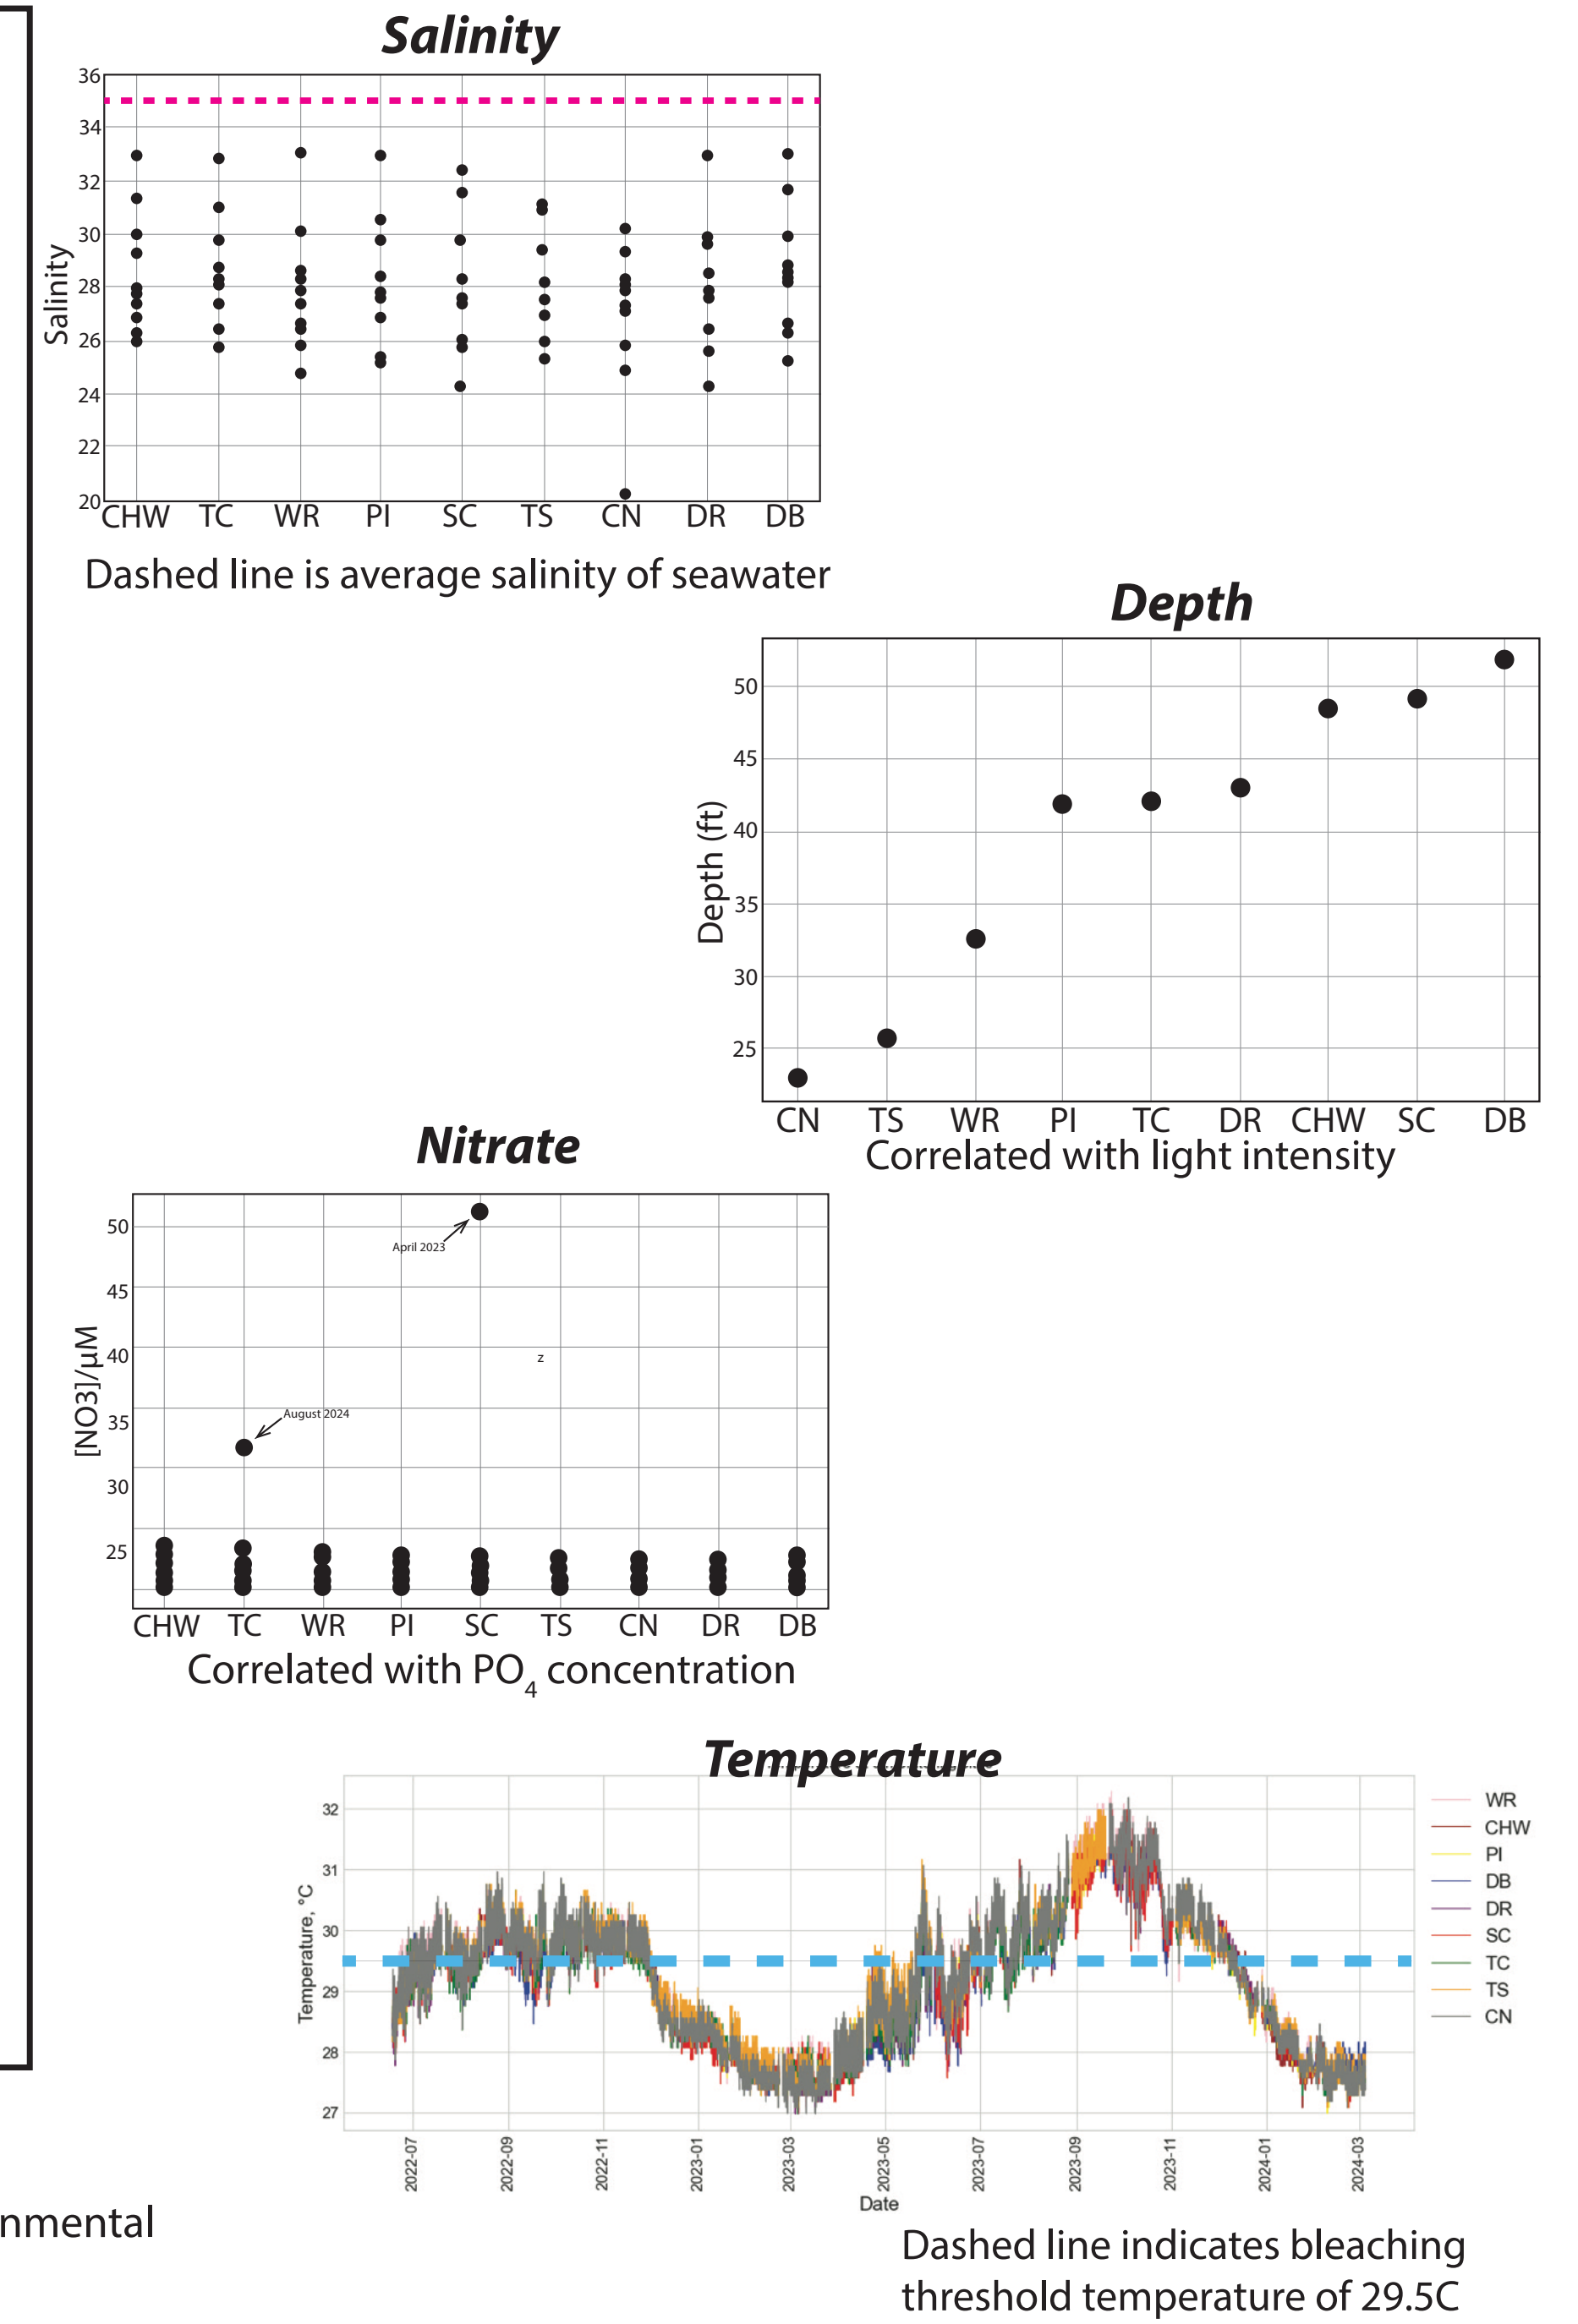 Salinity
36
34
32
30
28
26
24
22
20
Salinity
CHW TC WR PI SC TS CN DR DB
Dashed line is average salinity of seawater
Depth
50
45
40
35
30
25
Depth (ft)
CN TS WR PI TC DR CHW SC DB
Correlated with light intensity
Nitrate
50
45
40
35
30
25
[NO3]/µM
April 2023
z
August 2024
CHW TC WR PI SC TS CN DR DB
Correlated with PO4 concentration
Temperature
32
31
30
29
28
27
Temperature, °C
WR
CHW
PI
DB
DR
SC
TC
TS
CN
2022-07 2022-09 2022-11 2023-01 2023-03 2023-05 2023-07 2023-09 2023-11 2024-01 2024-03
Date
nmental
Dashed line indicates bleaching
threshold temperature of 29.5C